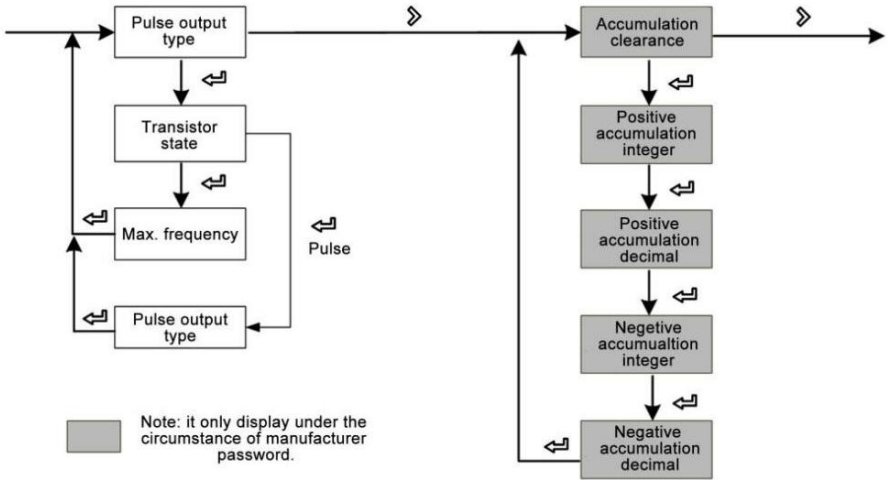 Pulse output
type
Accumulation
clearance
Transistor
state
Positive
accumulation
integer
Max. frequency
Pulse
Positive
accumulation
decimal
Pulse output
type
Negetive
accumualtion
integer
Note: it only display under the
circumstance of manufacturer
password.
Negative
accumulation
decimal